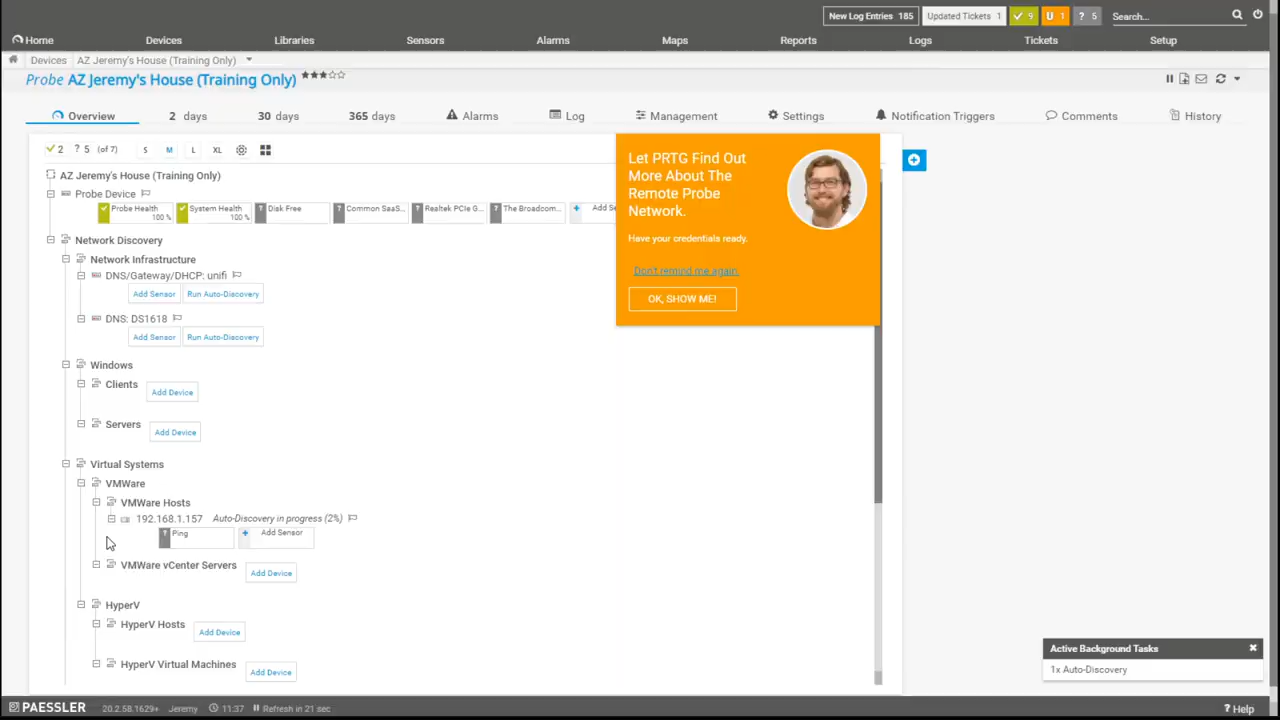 New Log Entries 185
Updated Tickets 1
9
U 1
? 5
Search...
Home
Devices
Libraries
Sensors
Alarms
Maps
Reports
Logs
Tickets
Setup
Devices
AZ Jeremy's House (Training Only)
Probe AZ Jeremy's House (Training Only)
Overview
2 days
30 days
365 days
Alarms
Log
Management
Settings
Notification Triggers
Comments
History
2 ? 5 (of 7)
S
M
L
XL
AZ Jeremy's House (Training Only)
Probe Device
Probe Health
100 %
System Health
100 %
? Disk Free
? Common SaaS...
? Realtek PCIe G...
? The Broadcom...
Add Se
Network Discovery
Network Infrastructure
DNS/Gateway/DHCP: unifi
Add Sensor
Run Auto-Discovery
DNS: DS1618
Add Sensor
Run Auto-Discovery
Windows
Clients
Add Device
Servers
Add Device
Virtual Systems
VMWare
VMWare Hosts
192.168.1.157 Auto-Discovery in progress (2%)
? Ping
Add Sensor
VMWare vCenter Servers
Add Device
HyperV
HyperV Hosts
Add Device
HyperV Virtual Machines
Add Device
Let PRTG Find Out
More About The
Remote Probe
Network.
Have your credentials ready.
Don't remind me again.
OK, SHOW ME!
Active Background Tasks
1x Auto-Discovery
PAESSLER
20.2.58.1629+
Jeremy
11:37
Refresh in 21 sec
? Help